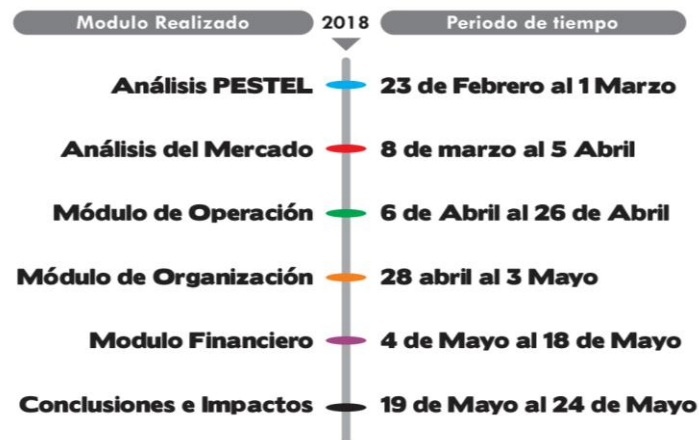 Modulo Realizado 2018 Periodo de tiempo
Análisis PESTEL 23 de Febrero al 1 Marzo
Análisis del Mercado 8 de marzo al 5 Abril
Módulo de Operación 6 de Abril al 26 de Abril
Módulo de Organización 28 abril al 3 Mayo
Modulo Financiero 4 de Mayo al 18 de Mayo
Conclusiones e Impactos 19 de Mayo al 24 de Mayo